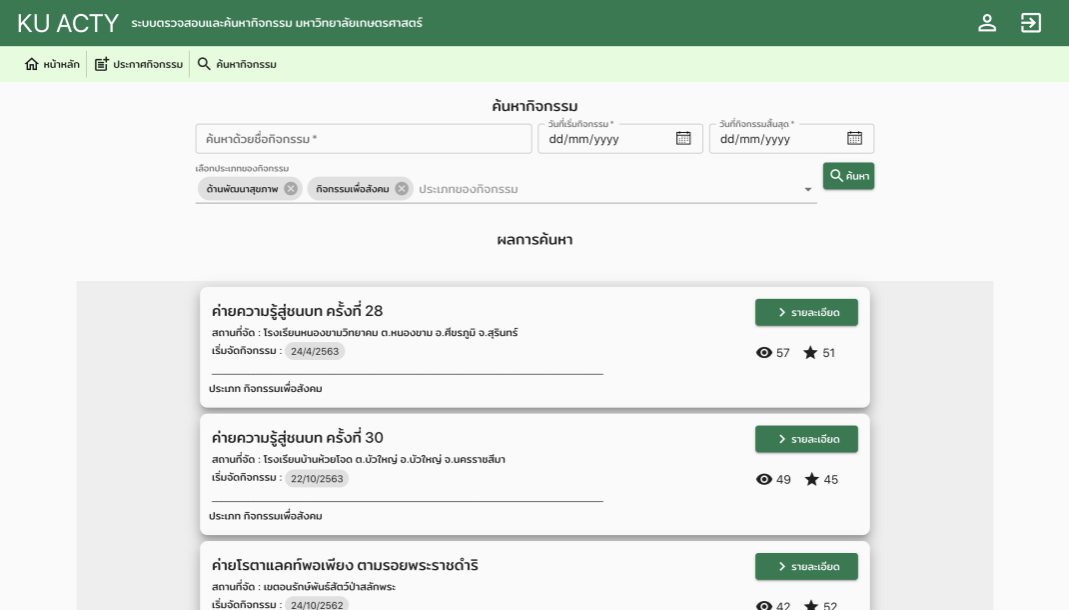 KU ACTY ระบบตรวจสอบและค้นหากิจกรรม มหาวิทยาลัยเกษตรศาสตร์
หน้าหลัก ประกาศกิจกรรม ค้นหากิจกรรม
ค้นหากิจกรรม
ค้นหาด้วยชื่อกิจกรรม *
วันที่เริ่มกิจกรรม *
dd/mm/yyyy
วันที่กิจกรรมสิ้นสุด *
dd/mm/yyyy
เลือกประเภทของกิจกรรม
ด้านพัฒนาสุขภาพ กิจกรรมเพื่อสังคม ประเภทของกิจกรรม
ค้นหา
ผลการค้นหา
ค่ายความรู้สู่ชนบท ครั้งที่ 28
สถานที่จัด : โรงเรียนหนองขามวิทยาคม ต.หนองขาม อ.ศีขรภูมิ จ.สุรินทร์
เริ่มจัดกิจกรรม : 24/4/2563
ประเภท กิจกรรมเพื่อสังคม
รายละเอียด
57 51
ค่ายความรู้สู่ชนบท ครั้งที่ 30
สถานที่จัด : โรงเรียนบ้านห้วยโจด ต.บัวใหญ่ อ.บัวใหญ่ จ.นครราชสีมา
เริ่มจัดกิจกรรม : 22/10/2563
ประเภท กิจกรรมเพื่อสังคม
รายละเอียด
49 45
ค่ายโรตาแลคท์พอเพียง ตามรอยพระราชดำริ
สถานที่จัด : เขตอนุรักษ์พันธ์สัตว์ป่าสลักพระ
เริ่มจัดกิจกรรม : 24/10/2562
รายละเอียด
42 52